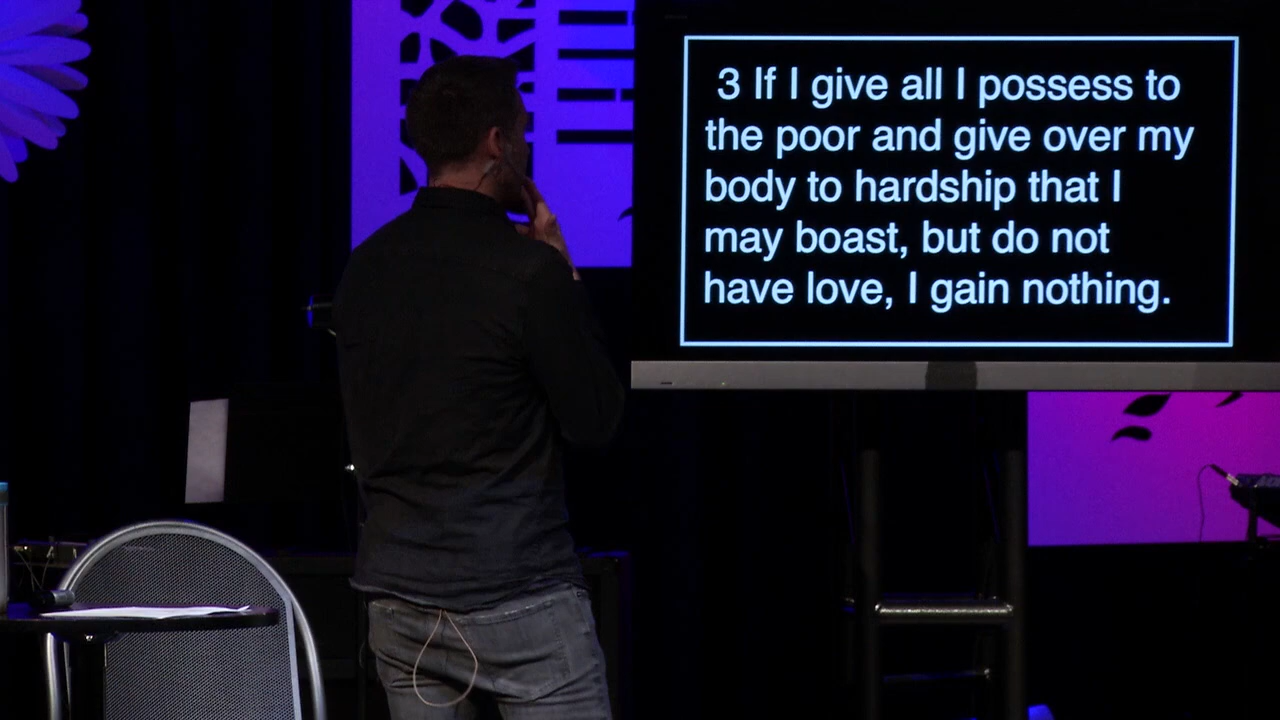 3 If I give all I possess to
the poor and give over my
body to hardship that I
may boast, but do not
have love, I gain nothing.